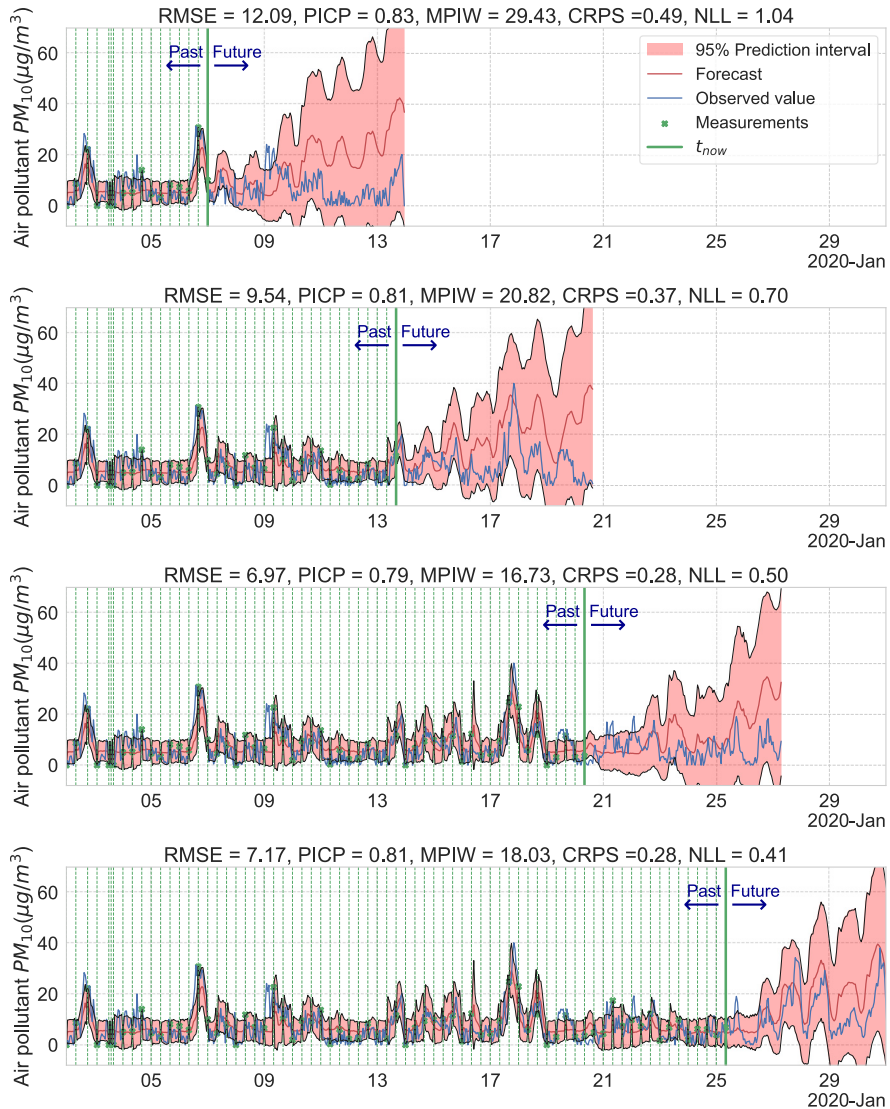 RMSE = 12.09, PICP = 0.83, MPIW = 29.43, CRPS =0.49, NLL = 1.04
Air pollutant PM₁₀(μg/m³)
60
40
20
0
Past Future
95% Prediction interval
Forecast
Observed value
Measurements
t_now
05 09 13 17 21 25 29
2020-Jan
RMSE = 9.54, PICP = 0.81, MPIW = 20.82, CRPS =0.37, NLL = 0.70
Air pollutant PM₁₀(μg/m³)
60
40
20
0
Past Future
05 09 13 17 21 25 29
2020-Jan
RMSE = 6.97, PICP = 0.79, MPIW = 16.73, CRPS =0.28, NLL = 0.50
Air pollutant PM₁₀(μg/m³)
60
40
20
0
Past Future
05 09 13 17 21 25 29
2020-Jan
RMSE = 7.17, PICP = 0.81, MPIW = 18.03, CRPS =0.28, NLL = 0.41
Air pollutant PM₁₀(μg/m³)
60
40
20
0
Past Future
05 09 13 17 21 25 29
2020-Jan